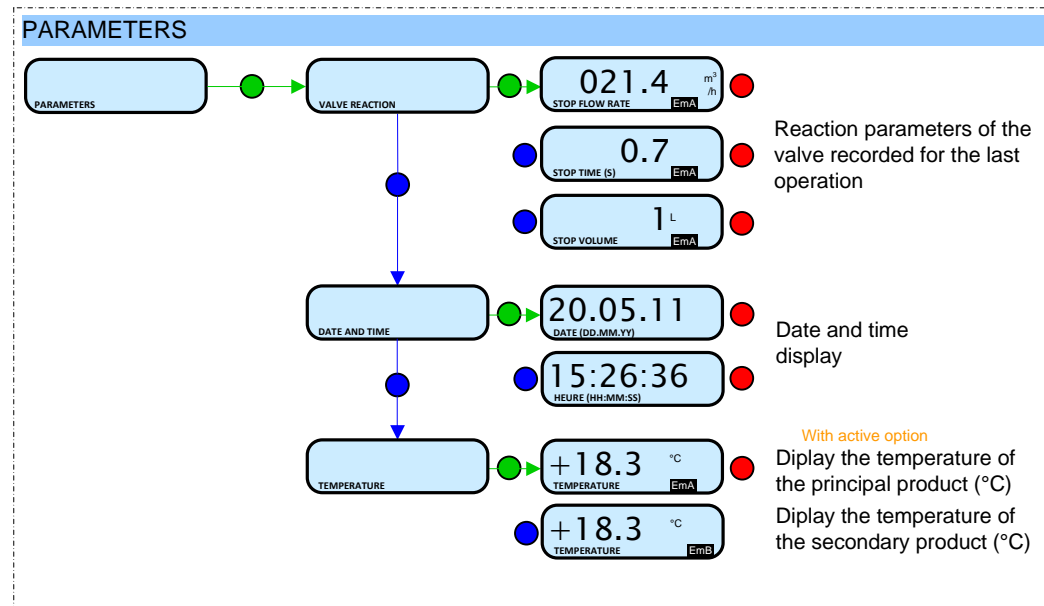 PARAMETERS
PARAMETERS
VALVE REACTION
021.4 m³/h
STOP FLOW RATE EmA
0.7
STOP TIME (S) EmA
1 L
STOP VOLUME EmA
Reaction parameters of the
valve recorded for the last
operation
DATE AND TIME
20.05.11
DATE (DD.MM.YY)
15:26:36
HEURE (HH:MM:SS)
Date and time
display
TEMPERATURE
+18.3 °C
TEMPERATURE EmA
With active option
Diplay the temperature of
the principal product (°C)
+18.3 °C
TEMPERATURE EmB
Diplay the temperature of
the secondary product (°C)